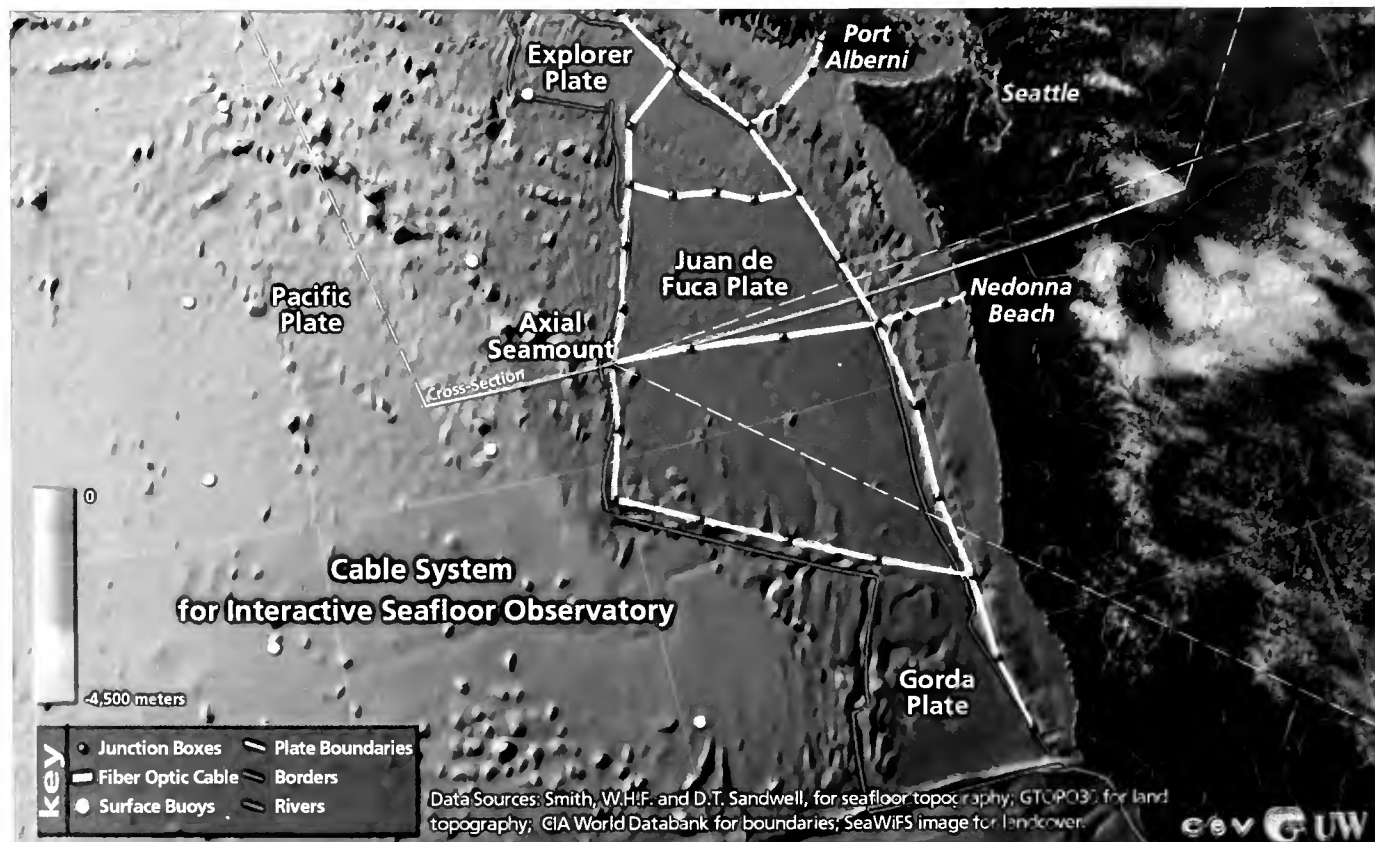 Explorer
Plate
Port
Alberni
Seattle
Juan de
Fuca Plate
Pacific
Plate
Nedonna
Beach
Axial
Seamount
Cross-Section
0
-4,500 meters
Cable System
for Interactive Seafloor Observatory
Gorda
Plate
key
Junction Boxes
Fiber Optic Cable
Surface Buoys
Plate Boundaries
Borders
Rivers
Data Sources: Smith, W.H.F. and D.T. Sandwell, for seafloor topography; GTOPO30 for land
topography; CIA World Databank for boundaries; SeaWiFS image for landcover.
cev UW